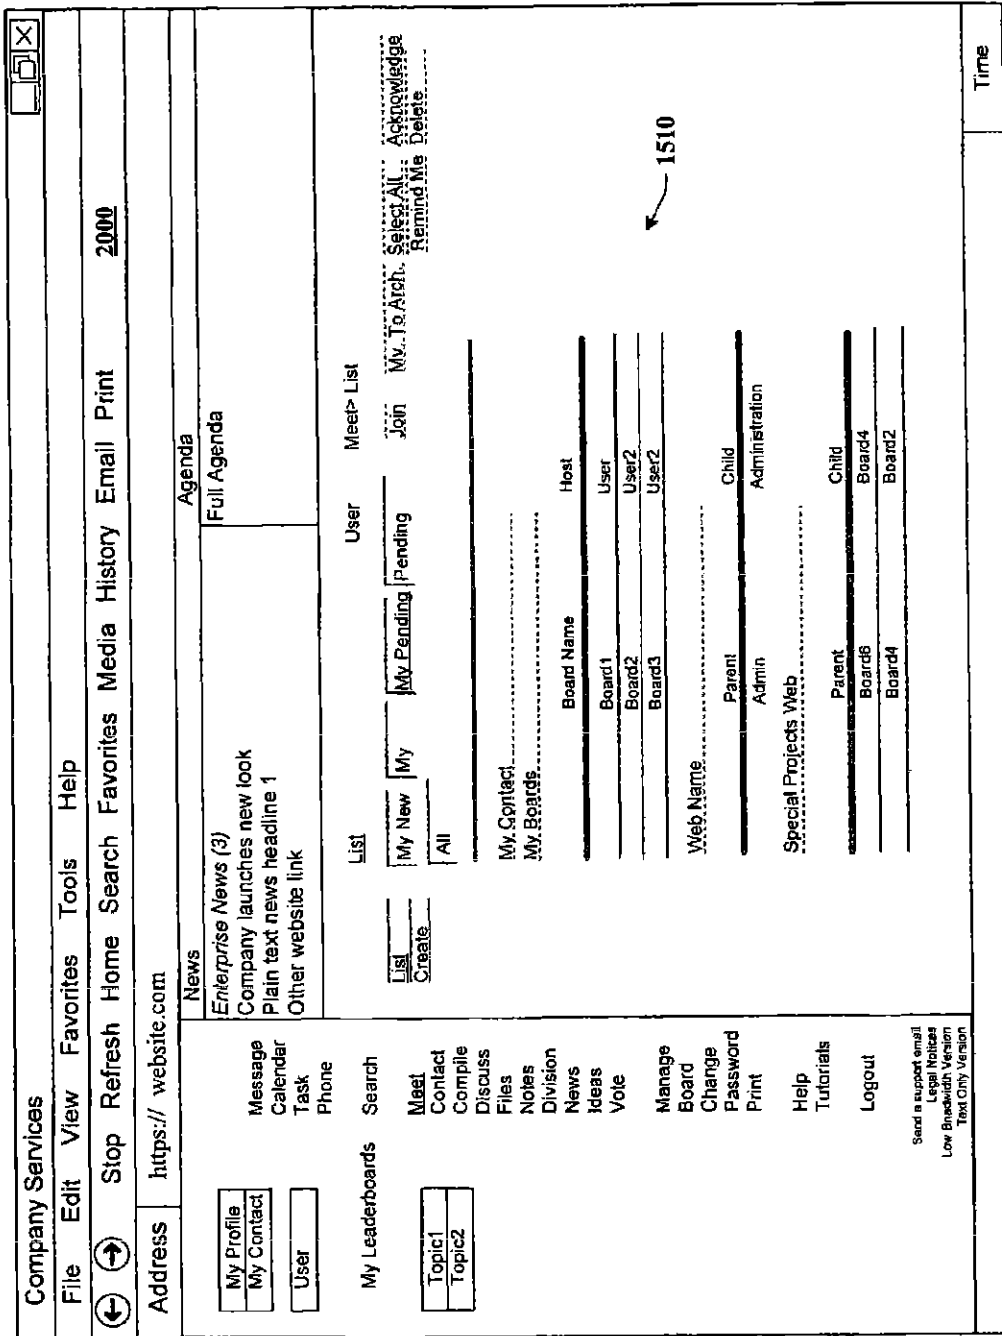 Company Services
File Edit View Favorites Tools Help
Stop Refresh Home Search Favorites Media History Email Print 2000
Address https:// website.com
My Profile
My Contact
User
My Leaderboards
Topic1
Topic2
Message
Calendar
Task
Phone
Search
Meet
Contact
Compile
Discuss
Files
Notes
Division
News
Ideas
Vote
Manage
Board
Change
Password
Print
Help
Tutorials
Logout
Send a support email
Legal Notices
Low Bnadwidth Version
Text Only Version
News
Enterprise News (3)
Company launches new look
Plain text news headline 1
Other website link
Agenda
Full Agenda
List User Meet> List
List My New My My Pending Pending Join My. To Arch. Select All Acknowledge
Create All Remind Me Delete
My Contact
My Boards
Board Name Host
Board1 User
Board2 User2
Board3 User2
1510
Web Name
Parent Child
Admin Administration
Special Projects Web
Parent Child
Board6 Board4
Board4 Board2
Time